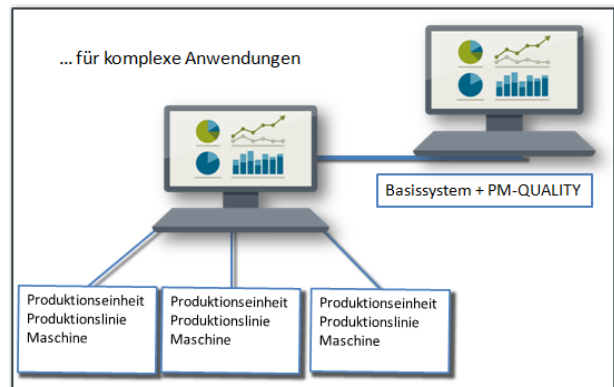 ... für komplexe Anwendungen
Basissystem + PM-QUALITY
Produktionseinheit
Produktionslinie
Maschine
Produktionseinheit
Produktionslinie
Maschine
Produktionseinheit
Produktionslinie
Maschine